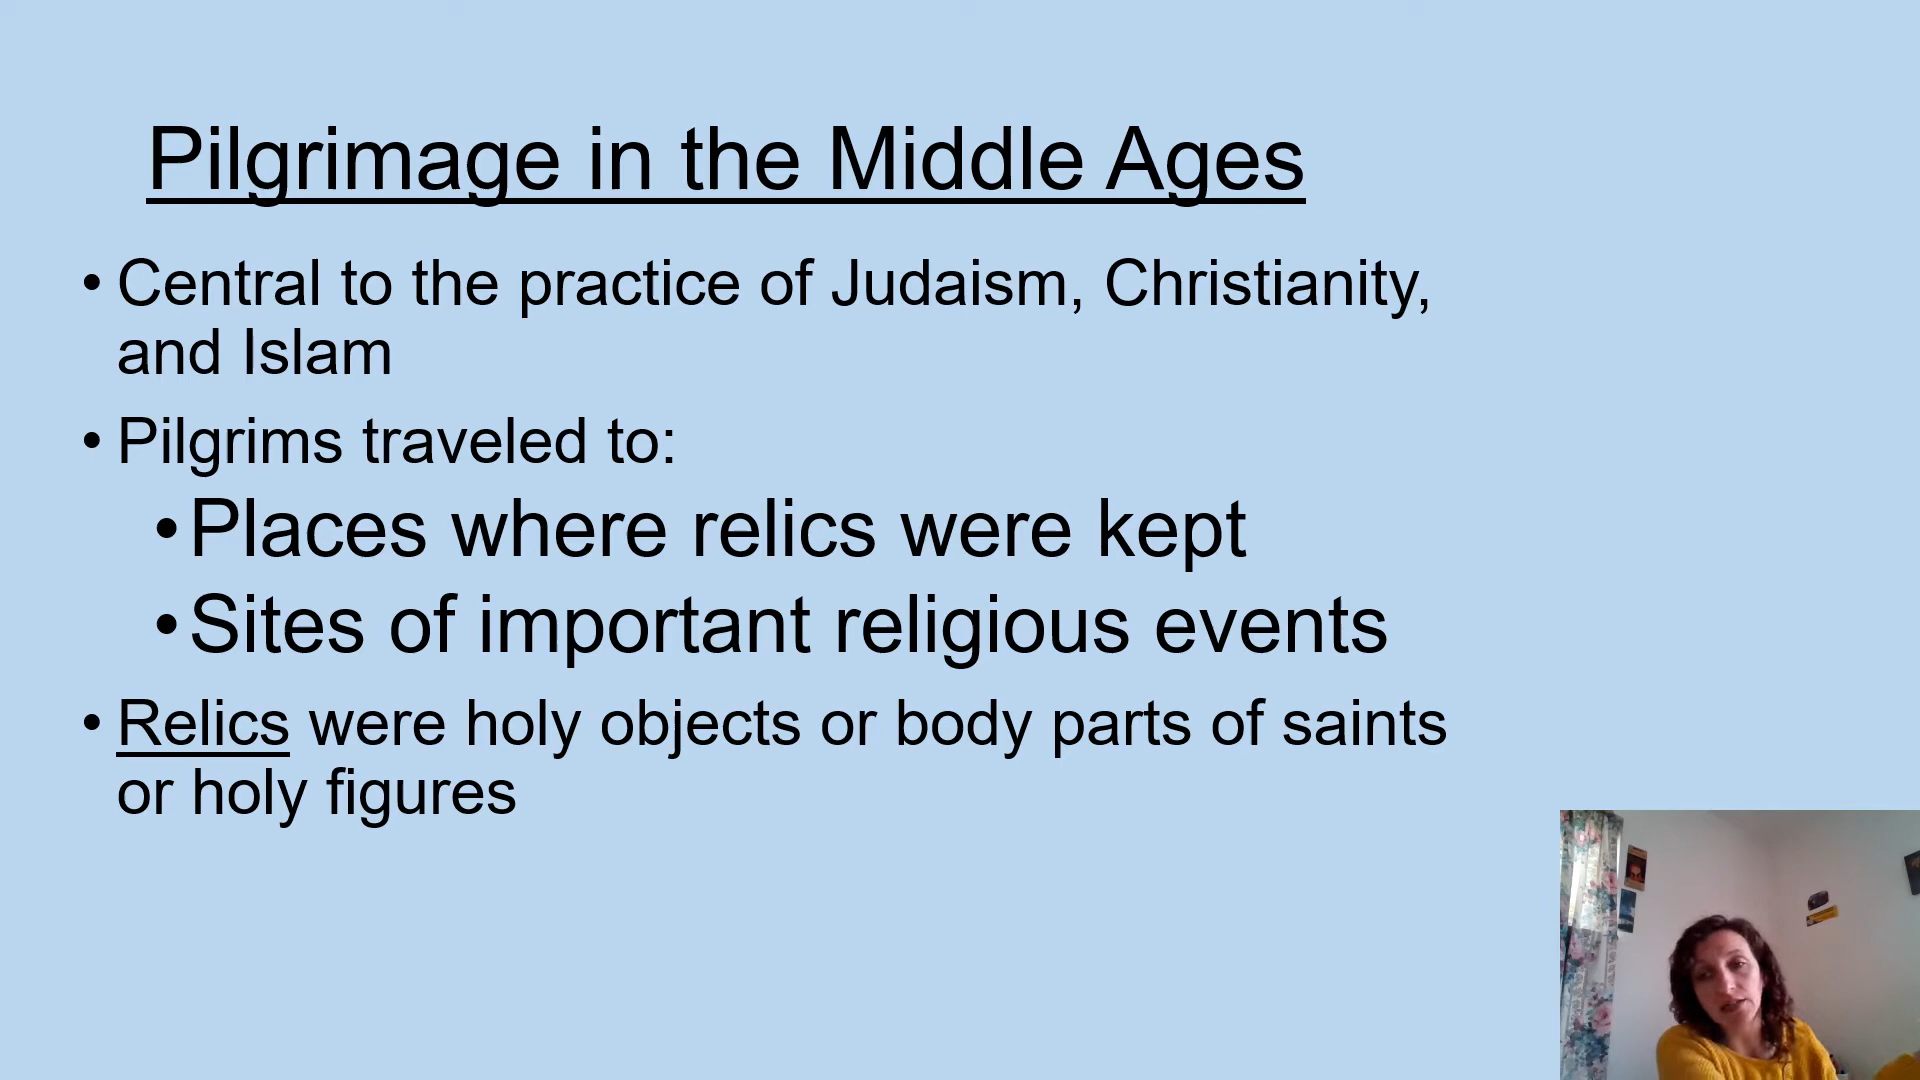 Pilgrimage in the Middle Ages
• Central to the practice of Judaism, Christianity,
and Islam
• Pilgrims traveled to:
• Places where relics were kept
• Sites of important religious events
• Relics were holy objects or body parts of saints
or holy figures